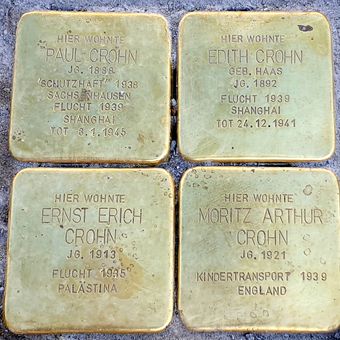 HIER WOHNTE
PAUL CROHN
JG. 1888
"SCHUTZHAFT" 1938
SACHSENHAUSEN
FLUCHT 1939
SHANGHAI
TOT 8.1.1945
HIER WOHNTE
EDITH CROHN
GEB. HAAS
JG. 1892
FLUCHT 1939
SHANGHAI
TOT 24.12.1941
HIER WOHNTE
ERNST ERICH
CROHN
JG. 1913
FLUCHT 1935
PALÄSTINA
HIER WOHNTE
MORITZ ARTHUR
CROHN
JG. 1921
KINDERTRANSPORT 1939
ENGLAND